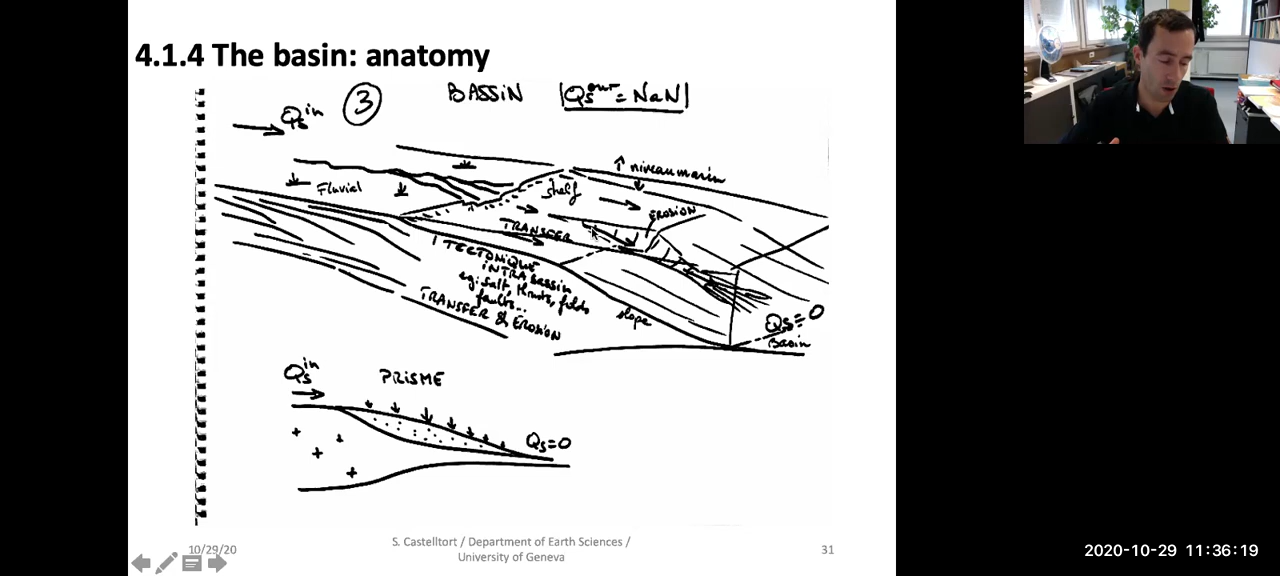 4.1.4 The basin: anatomy
Qs in
3
BASSIN
|Qs out = NaN|
↑ niveau marin
Fluvial
shelf
EROSION
TRANSFER
TECTONIQUE
INTRA BASSIN
eg: salt, thrusts, folds
faults...
TRANSFER & EROSION
slope
Qs = 0
Basin
Qs in
PRISME
Qs=0
10/29/20
S. Castelltort / Department of Earth Sciences /
University of Geneva
31
2020-10-29 11:36:19